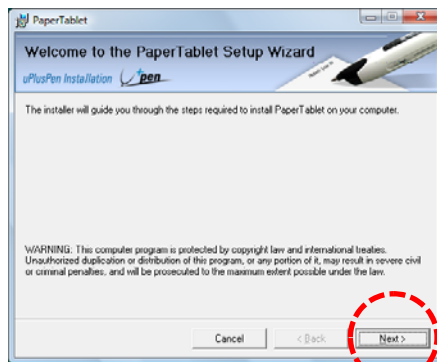 PaperTablet
Welcome to the PaperTablet Setup Wizard
uPlusPen Installation U+pen
The installer will guide you through the steps required to install PaperTablet on your computer.
WARNING: This computer program is protected by copyright law and international treaties.
Unauthorized duplication or distribution of this program, or any portion of it, may result in severe civil
or criminal penalties, and will be prosecuted to the maximum extent possible under the law.
Cancel < Back Next >